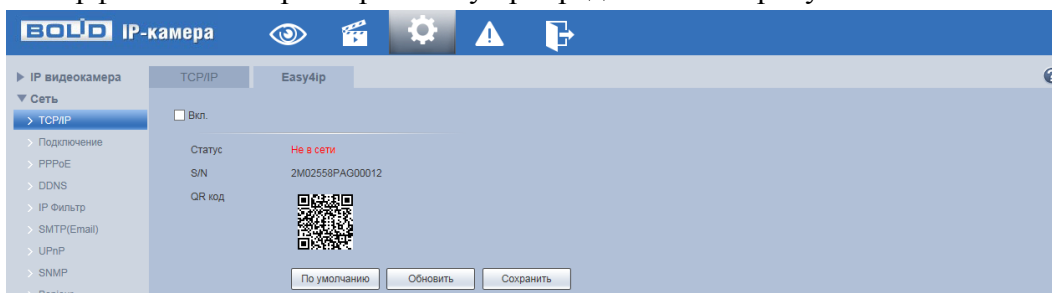 BOLID IP-камера
IP видеокамера
Сеть
TCP/IP
Подключение
PPPoE
DDNS
IP Фильтр
SMTP(Email)
UPnP
SNMP
TCP/IP Easy4ip
Вкл.
Статус Не в сети
S/N 2M02558PAG00012
QR код
По умолчанию Обновить Сохранить